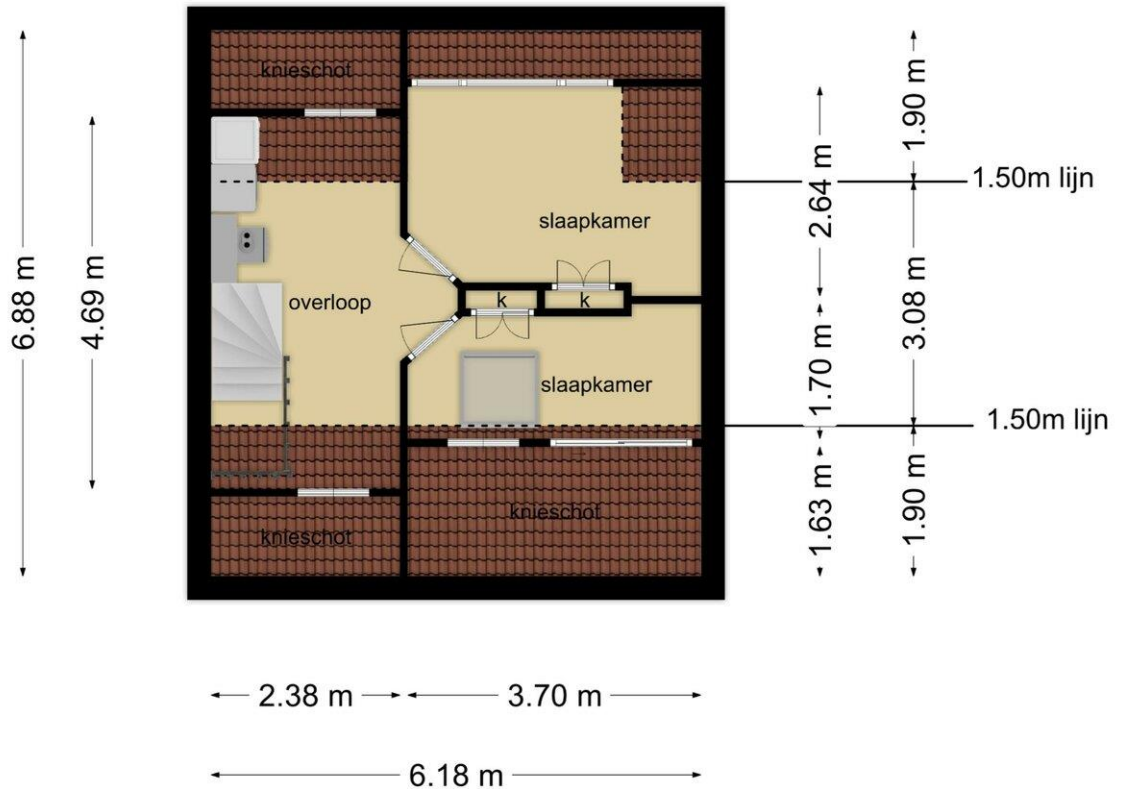 knieschot
1.90 m
1.50m lijn
2.64 m
slaapkamer
6.88 m
4.69 m
overloop
k
k
3.08 m
1.70 m
slaapkamer
1.50m lijn
knieschot
knieschot
1.63 m
1.90 m
2.38 m
3.70 m
6.18 m